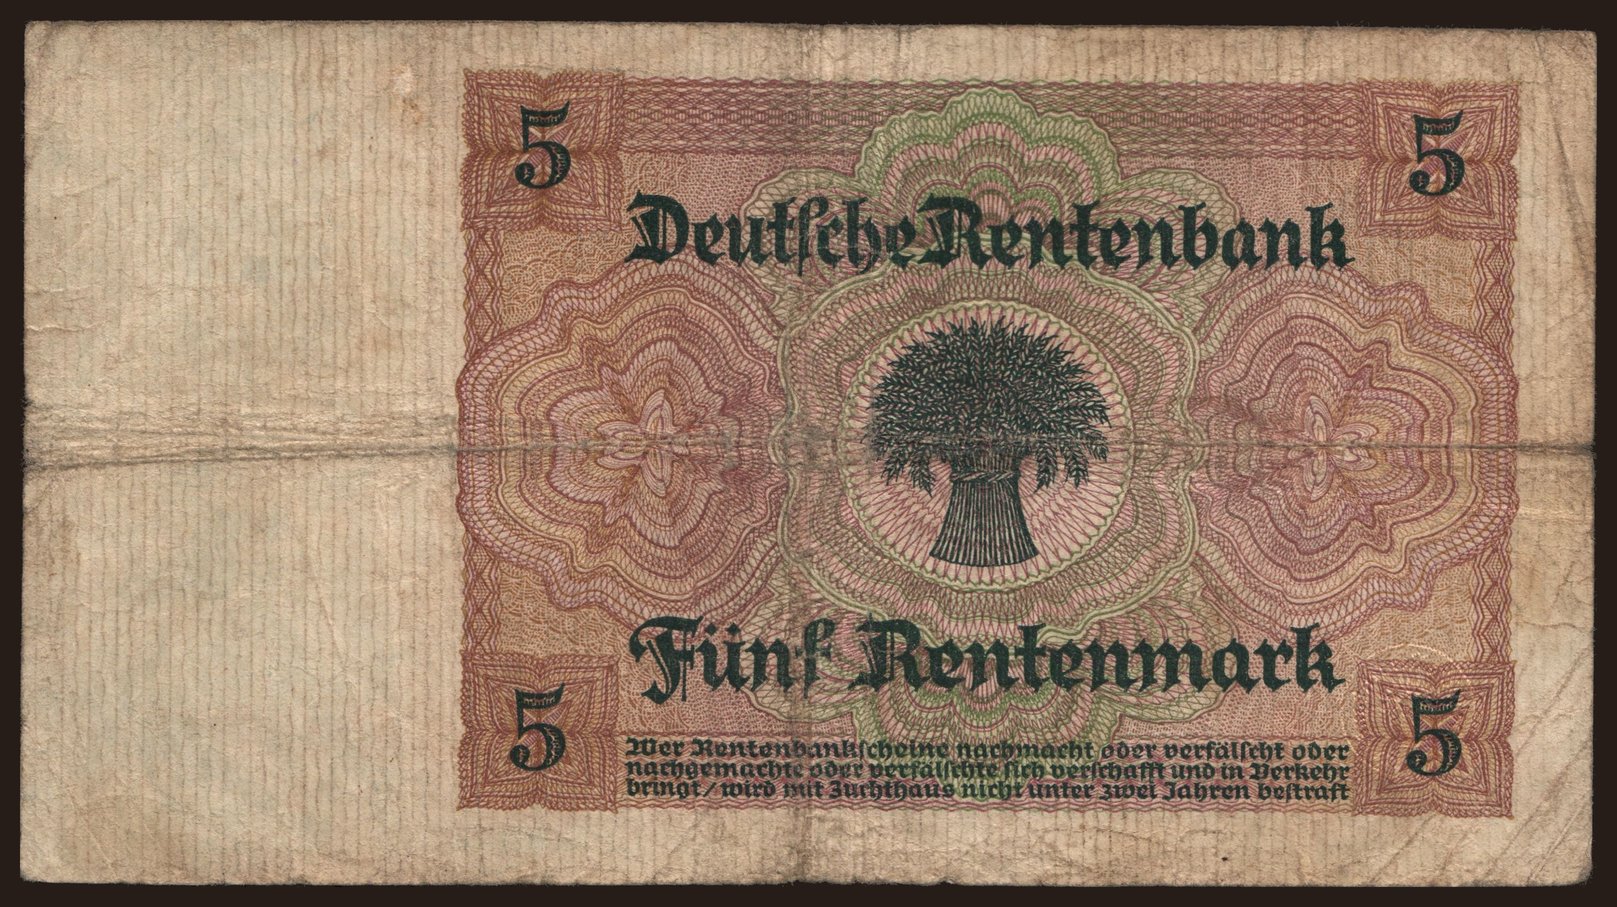 5 5
Deutſche Rentenbank
Fünf Rentenmark
5 5
Wer Rentenbankſcheine nachmacht oder verfälſcht oder
nachgemachte oder verfälſchte ſich verſchafft und in Verkehr
bringt/wird mit Zuchthaus nicht unter zwei Jahren beſtraft